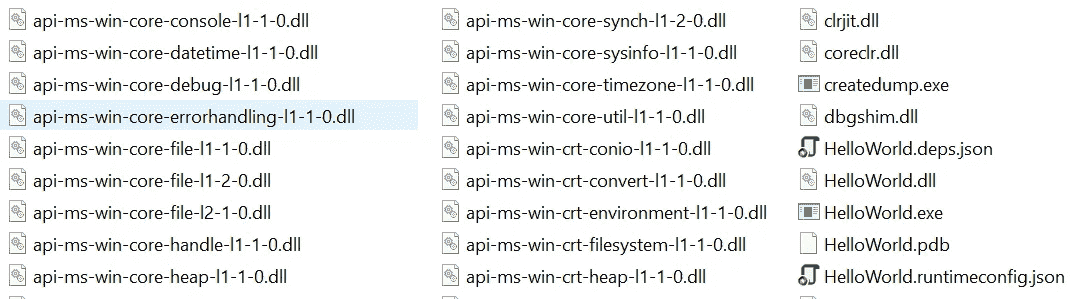 api-ms-win-core-console-l1-1-0.dll
api-ms-win-core-datetime-l1-1-0.dll
api-ms-win-core-debug-l1-1-0.dll
api-ms-win-core-errorhandling-l1-1-0.dll
api-ms-win-core-file-l1-1-0.dll
api-ms-win-core-file-l1-2-0.dll
api-ms-win-core-file-l2-1-0.dll
api-ms-win-core-handle-l1-1-0.dll
api-ms-win-core-heap-l1-1-0.dll
api-ms-win-core-synch-l1-2-0.dll
api-ms-win-core-sysinfo-l1-1-0.dll
api-ms-win-core-timezone-l1-1-0.dll
api-ms-win-core-util-l1-1-0.dll
api-ms-win-crt-conio-l1-1-0.dll
api-ms-win-crt-convert-l1-1-0.dll
api-ms-win-crt-environment-l1-1-0.dll
api-ms-win-crt-filesystem-l1-1-0.dll
api-ms-win-crt-heap-l1-1-0.dll
clrjit.dll
coreclr.dll
createdump.exe
dbgshim.dll
HelloWorld.deps.json
HelloWorld.dll
HelloWorld.exe
HelloWorld.pdb
HelloWorld.runtimeconfig.json